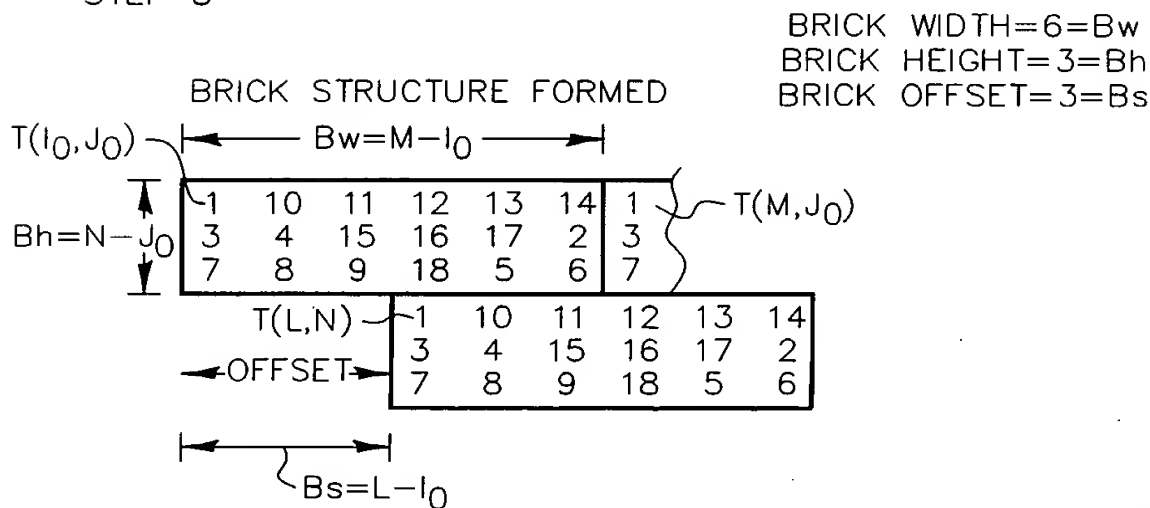 BRICK WIDTH=6=Bw
BRICK HEIGHT=3=Bh
BRICK OFFSET=3=Bs
BRICK STRUCTURE FORMED
Bw=M-I0
T(I0,J0)
1 10 11 12 13 14 1
T(M,J0)
Bh=N-J0
3 4 15 16 17 2 3
7 8 9 18 5 6 7
T(L,N)
1 10 11 12 13 14
3 4 15 16 17 2
OFFSET
7 8 9 18 5 6
Bs=L-I0